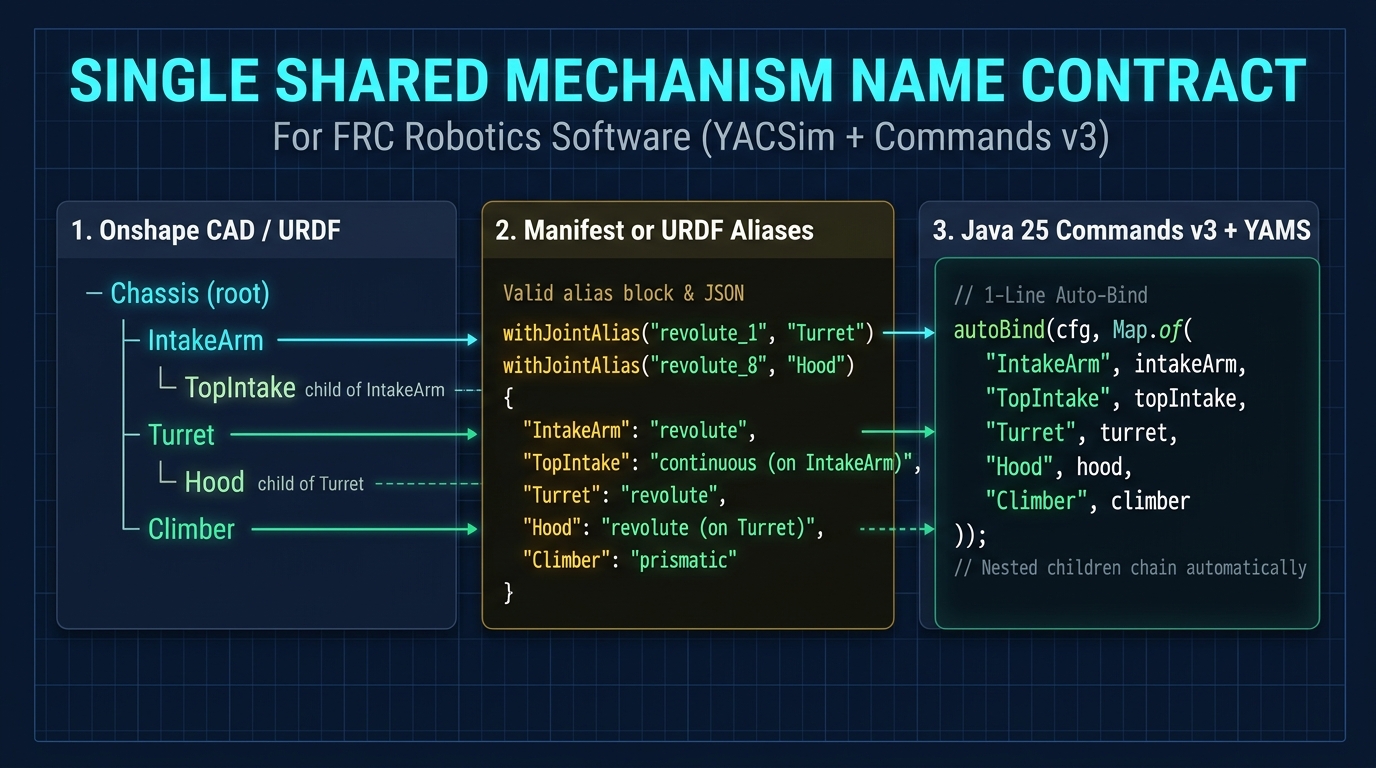 SINGLE SHARED MECHANISM NAME CONTRACT
For FRC Robotics Software (YACSim + Commands v3)
1. Onshape CAD / URDF
Chassis (root)
IntakeArm
TopIntake child of IntakeArm
Turret
Hood child of Turret
Climber
2. Manifest or URDF Aliases
Valid alias block & JSON
withJointAlias("revolute_1", "Turret")
withJointAlias("revolute_8", "Hood")
{
"IntakeArm": "revolute",
"TopIntake": "continuous (on IntakeArm)",
"Turret": "revolute",
"Hood": "revolute (on Turret)",
"Climber": "prismatic"
}
3. Java 25 Commands v3 + YAMS
// 1-Line Auto-Bind
autoBind(cfg, Map.of(
"IntakeArm", intakeArm,
"TopIntake", topIntake,
"Turret", turret,
"Hood", hood,
"Climber", climber
));
// Nested children chain automatically